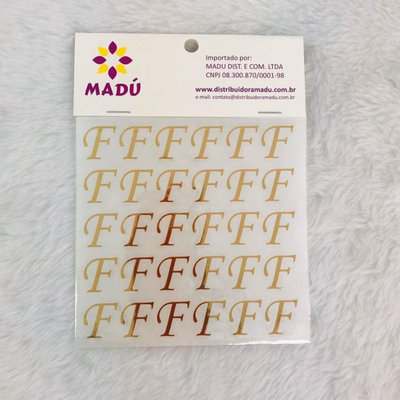 MADÚ
Importado por:
MADU DIST. E COM. LTDA
CNPJ 08.300.870/0001-98
www.distribuidoramadu.com.br
e-mail: contato@distribuidoramadu.com.br
F F F F F F
F F F F F F
F F F F F F
F F F F F F
F F F F F F